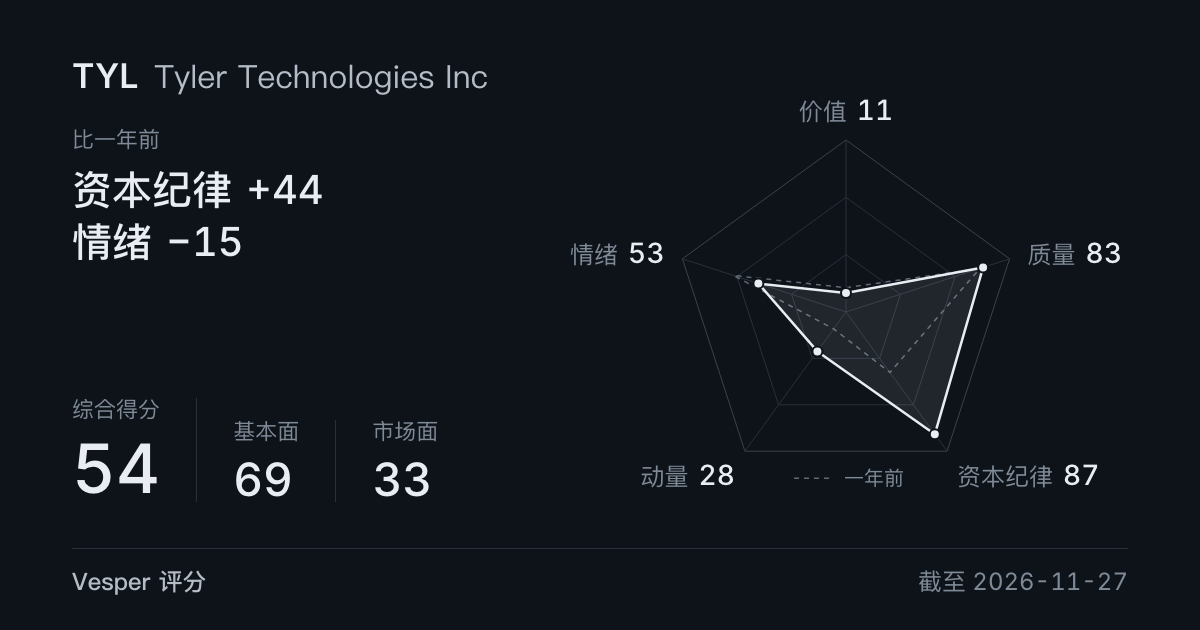 TYL Tyler Technologies Inc
比一年前
资本纪律 +44
情绪 −15
综合得分
54
基本面
69
市场面
33
价值 11
情绪 53
质量 83
动量 28
一年前
资本纪律 87
Vesper 评分
截至 2026-11-27